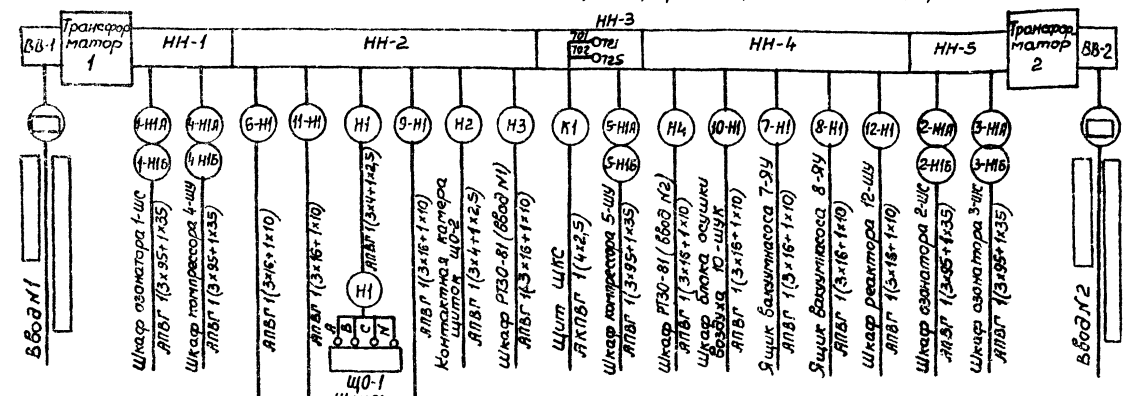 НН-3
ВВ-1
Трансфор
матор
1
НН-1
НН-2
701
702
721
725
НН-4
НН-5
Трансфор
матор
2
ВВ-2
1-Н1А
4-Н1А
6-Н1
11-Н1
Н1
9-Н1
Н2
Н3
К1
5-Н1А
Н4
10-Н1
7-Н1
8-Н1
12-Н1
2-Н1А
3-Н1А
1-Н1Б
4-Н1Б
5-Н1Б
2-Н1Б
3-Н1Б
Ввод №1
Шкаф озонатора 1-ШС
АПВГ 1(3×95+1×35)
Шкаф компрессора 4-ШУ
АПВГ 1(3×95+1×35)
АПВГ 1(3×16+1×10)
АПВГ 1(3×16+1×10)
АПВГ 1(3×4+1×2,5)
Н1
А В С N
ЩО-1
АПВГ 1(3×16+1×10)
Контактная камера
щиток ЩО-2
АПВГ 1(3×4+1×2,5)
Шкаф РТ30-81 (Ввод №1)
АПВГ 1(3×16+1×10)
Щит ЩКС
АкПВГ 1(4×2,5)
Шкаф компрессора 5-ШУ
АПВГ 1(3×95+1×35)
Шкаф РТ30-81 (Ввод №2)
АПВГ 1(3×16+1×10)
Шкаф блока осушки
воздуха 10-ШУК
АПВГ 1(3×16+1×10)
Ящик вакуумнасоса 7-ЯУ
АПВГ 1(3×16+1×10)
Ящик вакуумнасоса 8-ЯУ
АПВГ 1(3×16+1×10)
Шкаф реактора 12-ШУ
АПВГ 1(3×16+1×10)
Шкаф озонатора 2-ШС
АПВГ 1(3×95+1×35)
Шкаф озонатора 3-ШС
АПВГ 1(3×95+1×35)
Ввод №2